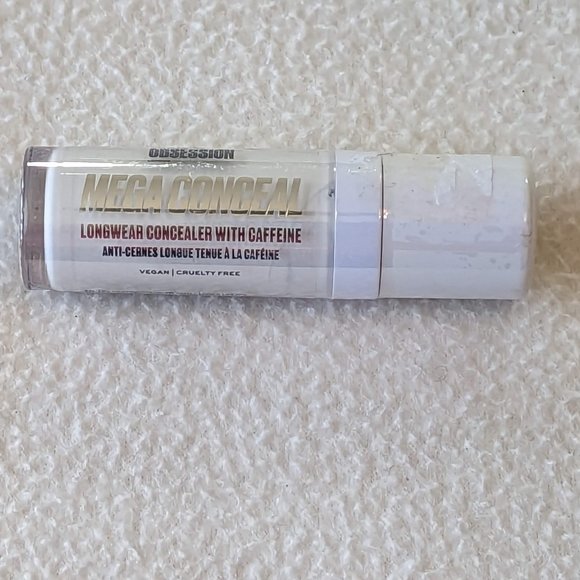 OBSESSION
MEGA CONCEAL
LONGWEAR CONCEALER WITH CAFFEINE
ANTI-CERNES LONGUE TENUE À LA CAFÉINE
VEGAN | CRUELTY FREE